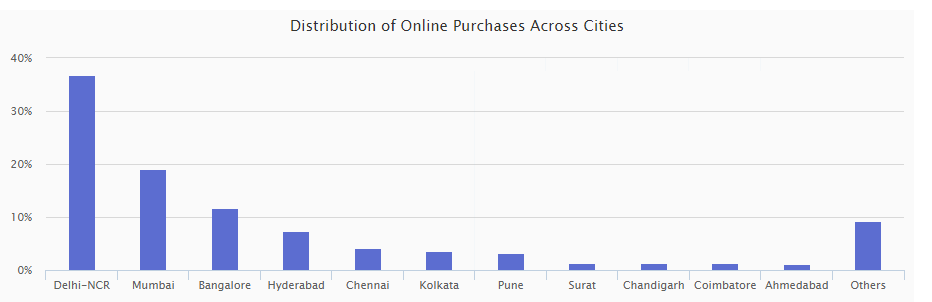 Distribution of Online Purchases Across Cities
40%
30%
20%
10%
0%
Delhi-NCR Mumbai Bangalore Hyderabad Chennai Kolkata Pune Surat Chandigarh Coimbatore Ahmedabad Others